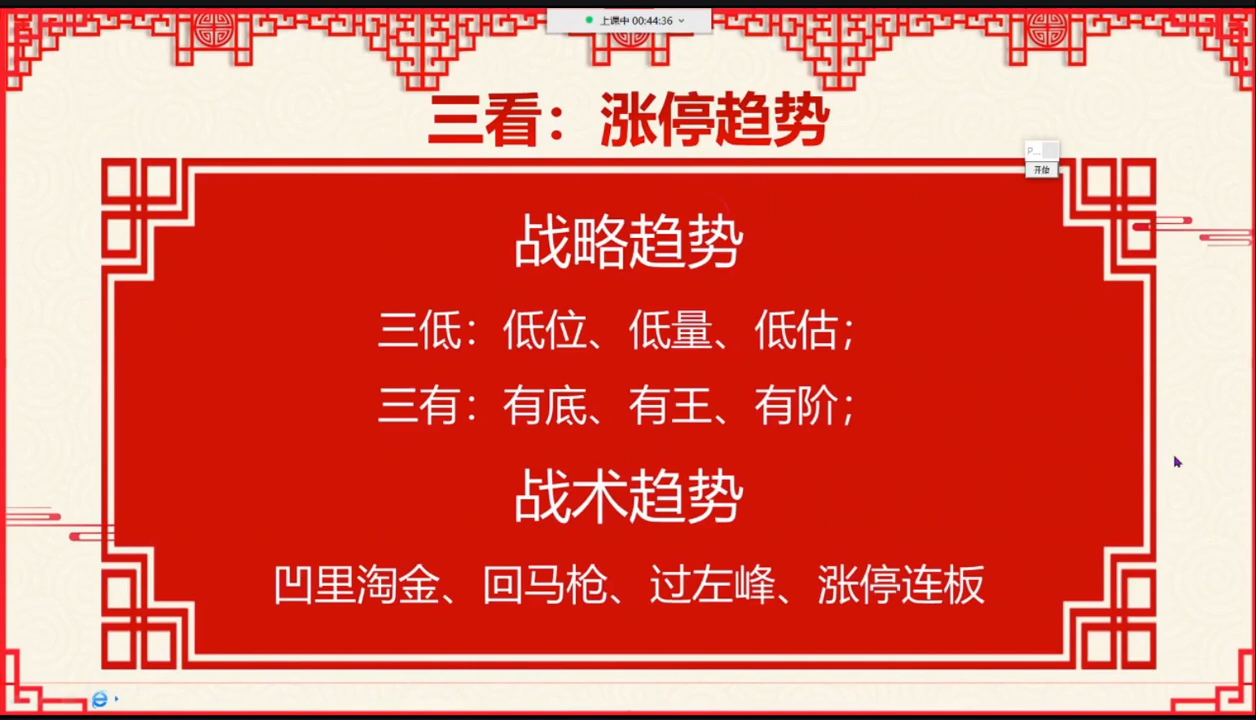 上课中 00:44:36
三看：涨停趋势
P...
开始
战略趋势
三低：低位、低量、低估；
三有：有底、有王、有阶；
战术趋势
凹里淘金、回马枪、过左峰、涨停连板